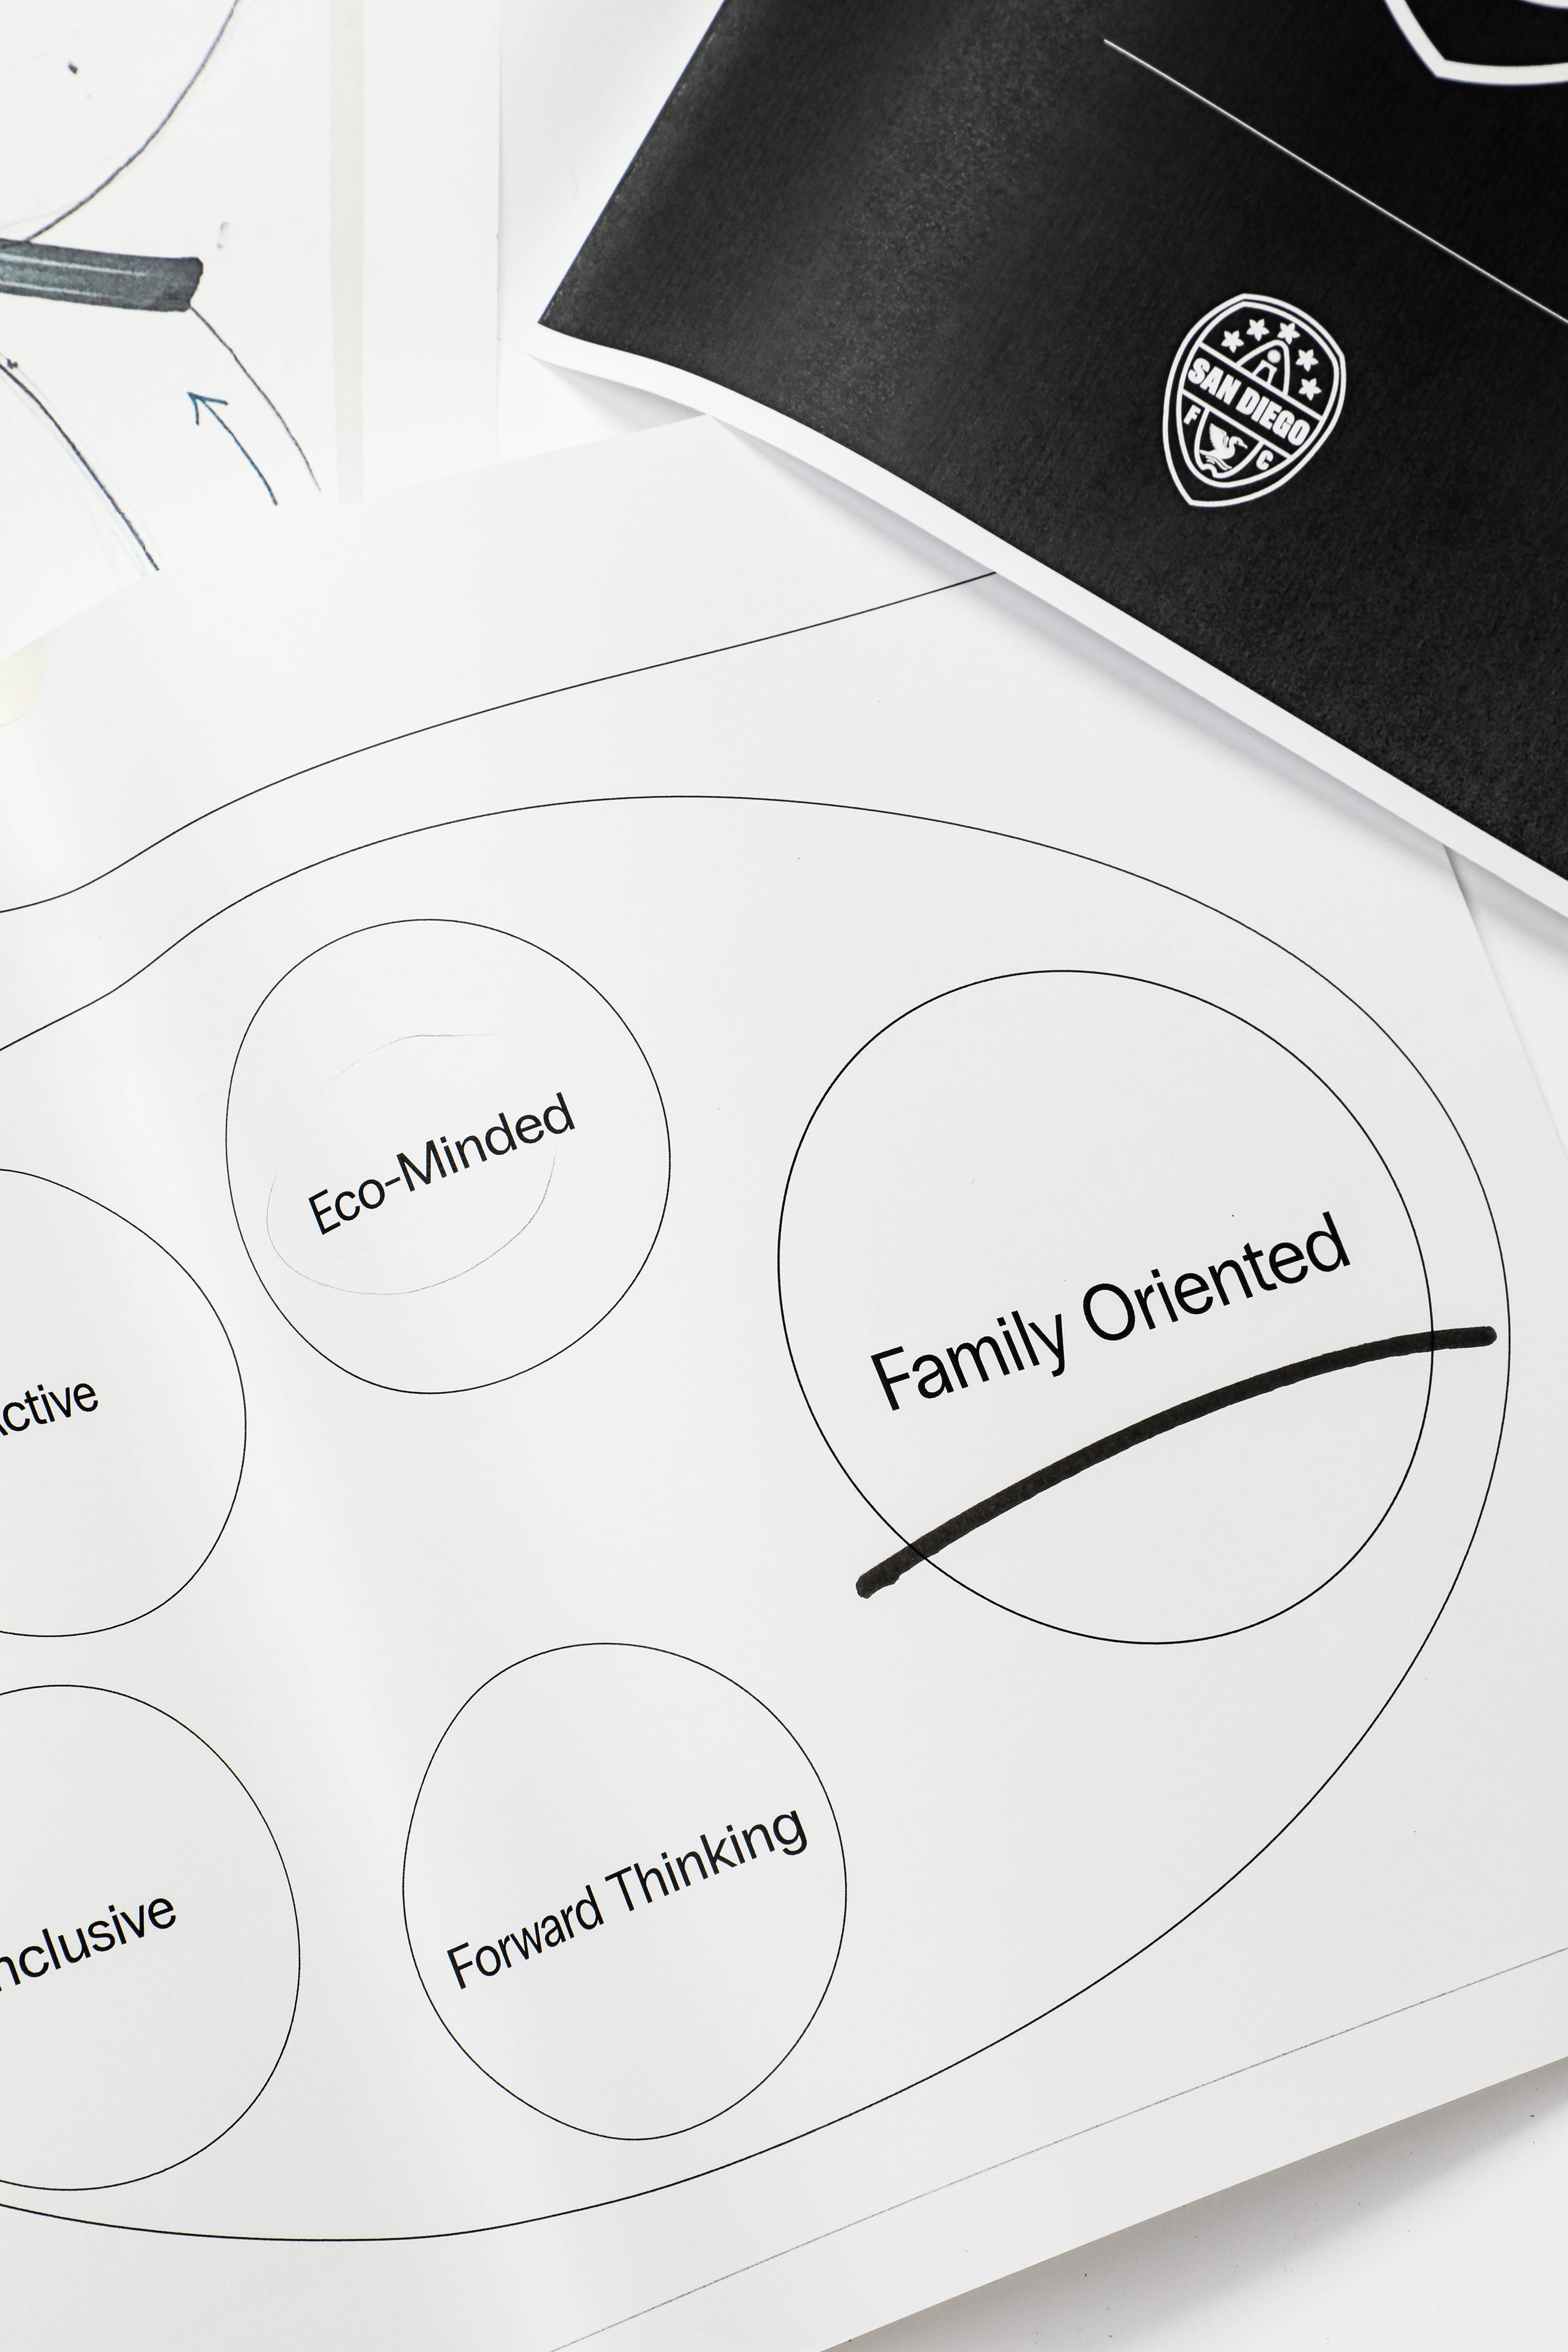 SAN DIEGO
F C
Eco-Minded
Family Oriented
ctive
nclusive
Forward Thinking